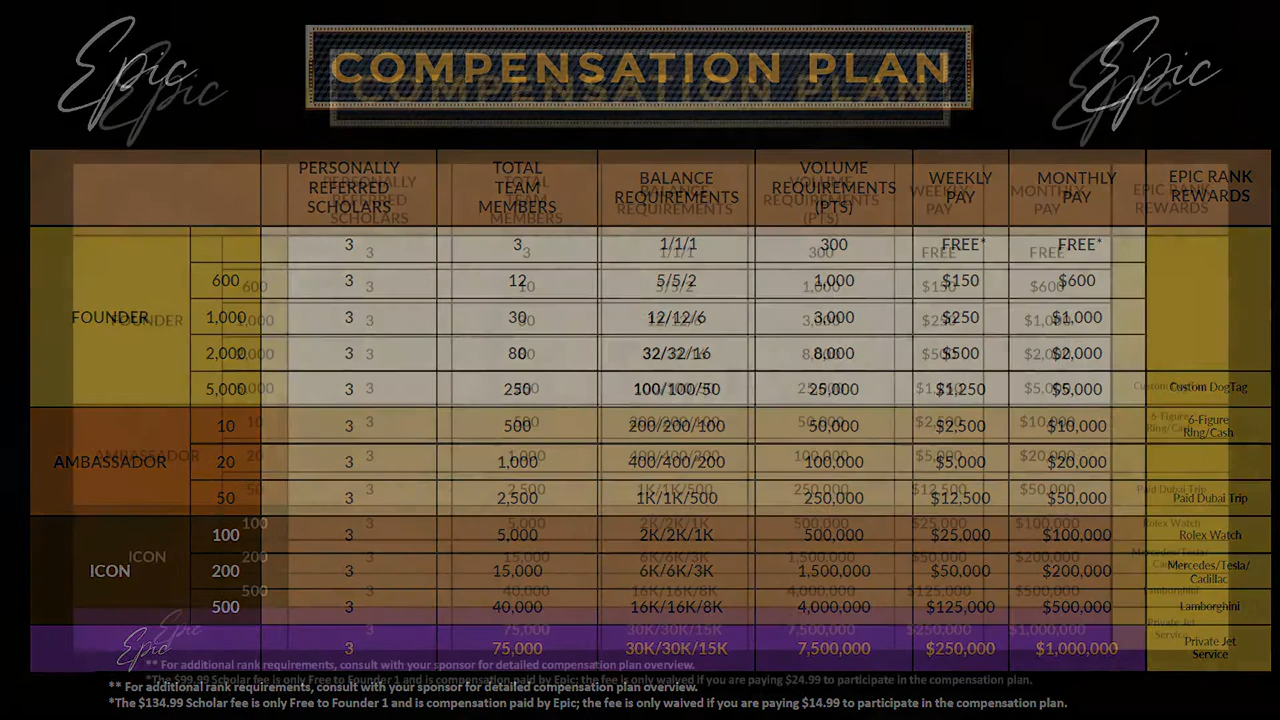 Epic
COMPENSATION PLAN
Epic
PERSONALLY REFERRED SCHOLARS TOTAL TEAM MEMBERS BALANCE REQUIREMENTS VOLUME REQUIREMENTS (PTS) WEEKLY PAY MONTHLY PAY EPIC RANK REWARDS
3 3 1/1/1 300 FREE* FREE*
600 3 12 5/5/2 1,000 $150 $600
FOUNDER 1,000 3 30 12/12/6 3,000 $250 $1,000
2,000 3 80 32/32/16 8,000 $500 $2,000
5,000 3 250 100/100/50 25,000 $1,250 $5,000 Custom DogTag
10 3 500 200/200/100 50,000 $2,500 $10,000 6-Figure Ring/Cash
AMBASSADOR 20 3 1,000 400/400/200 100,000 $5,000 $20,000
50 3 2,500 1K/1K/500 250,000 $12,500 $50,000 Paid Dubai Trip
100 3 5,000 2K/2K/1K 500,000 $25,000 $100,000 Rolex Watch
ICON 200 3 15,000 6K/6K/3K 1,500,000 $50,000 $200,000 Mercedes/Tesla/Cadillac
500 3 40,000 16K/16K/8K 4,000,000 $125,000 $500,000 Lamborghini
Epic 3 75,000 30K/30K/15K 7,500,000 $250,000 $1,000,000 Private Jet Service
** For additional rank requirements, consult with your sponsor for detailed compensation plan overview.
*The $99.99 Scholar fee is only Free to Founder 1 and is compensation paid by Epic; the fee is only waived if you are paying $24.99 to participate in the compensation plan.
** For additional rank requirements, consult with your sponsor for detailed compensation plan overview.
*The $134.99 Scholar fee is only Free to Founder 1 and is compensation paid by Epic; the fee is only waived if you are paying $14.99 to participate in the compensation plan.